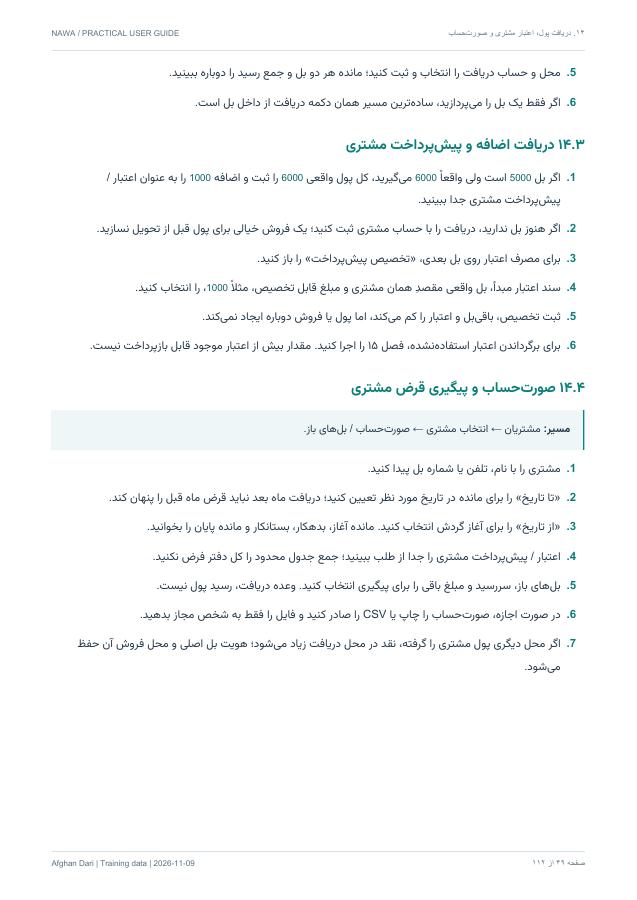 NAWA / PRACTICAL USER GUIDE
۱۴. دریافت پول، اعتبار مشتری و صورت‌حساب
5. محل و حساب دریافت را انتخاب و ثبت کنید؛ مانده هر دو بل و جمع رسید را دوباره ببینید.
6. اگر فقط یک بل را می‌پردازید، ساده‌ترین مسیر همان دکمه دریافت از داخل بل است.
۱۴.۳ دریافت اضافه و پیش‌پرداخت مشتری
1. اگر بل 5000 است ولی واقعاً 6000 می‌گیرید، کل پول واقعی 6000 را ثبت و اضافه 1000 را به عنوان اعتبار /
پیش‌پرداخت مشتری جدا ببینید.
2. اگر هنوز بل ندارید، دریافت را با حساب مشتری ثبت کنید؛ یک فروش خیالی برای پول قبل از تحویل نسازید.
3. برای مصرف اعتبار روی بل بعدی، «تخصیص پیش‌پرداخت» را باز کنید.
4. سند اعتبار مبدأ، بل واقعی مقصدِ همان مشتری و مبلغ قابل تخصیص، مثلاً 1000، را انتخاب کنید.
5. ثبت تخصیص، باقی‌بل و اعتبار را کم می‌کند، اما پول یا فروش دوباره ایجاد نمی‌کند.
6. برای برگرداندن اعتبار استفاده‌نشده، فصل ۱۵ را اجرا کنید. مقدار بیش از اعتبار موجود قابل بازپرداخت نیست.
۱۴.۴ صورت‌حساب و پیگیری قرض مشتری
مسیر: مشتریان ← انتخاب مشتری ← صورت‌حساب / بل‌های باز.
1. مشتری را با نام، تلفن یا شماره بل پیدا کنید.
2. «تا تاریخ» را برای مانده در تاریخ مورد نظر تعیین کنید؛ دریافت ماه بعد نباید قرض ماه قبل را پنهان کند.
3. «از تاریخ» را برای آغاز گردش انتخاب کنید. مانده آغاز، بدهکار، بستانکار و مانده پایان را بخوانید.
4. اعتبار / پیش‌پرداخت مشتری را جدا از طلب ببینید؛ جمع جدول محدود را کل دفتر فرض نکنید.
5. بل‌های باز، سررسید و مبلغ باقی را برای پیگیری انتخاب کنید. وعده دریافت، رسید پول نیست.
6. در صورت اجازه، صورت‌حساب را چاپ یا CSV را صادر کنید و فایل را فقط به شخص مجاز بدهید.
7. اگر محل دیگری پول مشتری را گرفته، نقد در محل دریافت زیاد می‌شود؛ هویت بل اصلی و محل فروش آن حفظ
می‌شود.
Afghan Dari | Training data | 2026-11-09
صفحه ۴۹ از ۱۱۲